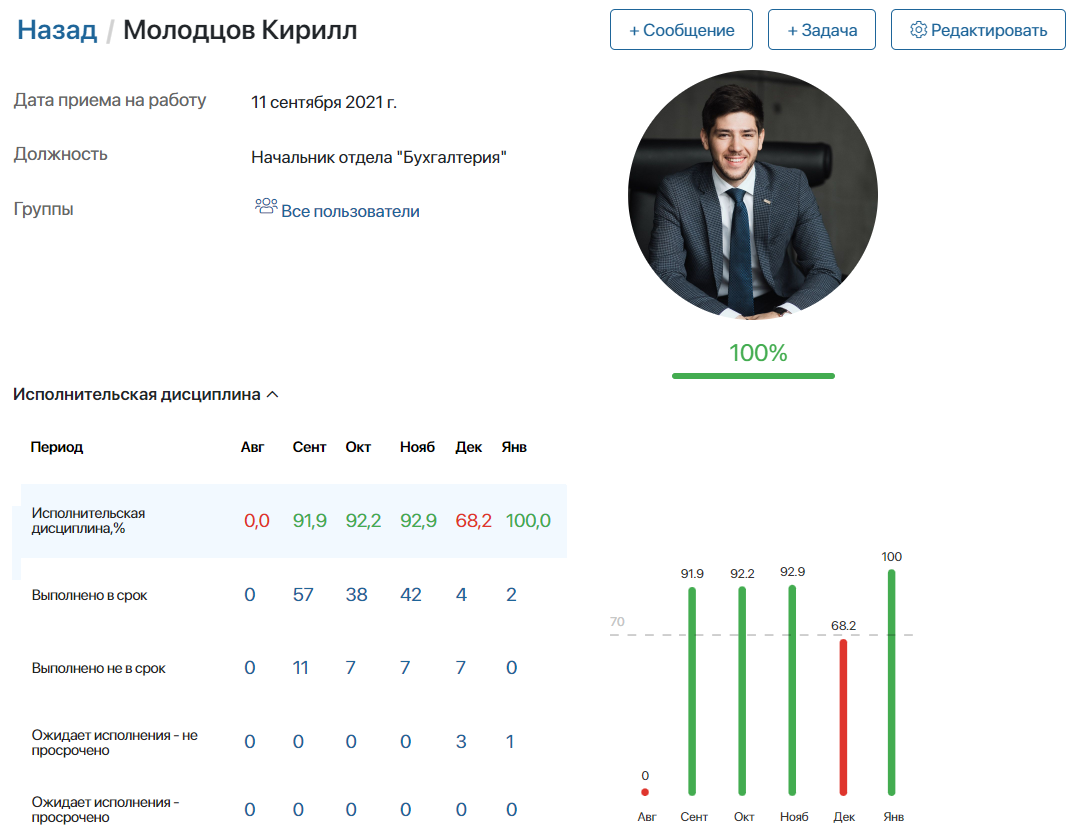 Назад / Молодцов Кирилл
+ Сообщение
+ Задача
Редактировать
Дата приема на работу 11 сентября 2021 г.
Должность Начальник отдела "Бухгалтерия"
Группы Все пользователи
100%
Исполнительская дисциплина
Период Авг Сент Окт Нояб Дек Янв
Исполнительская
дисциплина,% 0,0 91,9 92,2 92,9 68,2 100,0
Выполнено в срок 0 57 38 42 4 2
Выполнено не в срок 0 11 7 7 7 0
Ожидает исполнения - не
просрочено 0 0 0 0 3 1
Ожидает исполнения -
просрочено 0 0 0 0 0 0
100
91.9 92.2 92.9
70
68.2
0
Авг Сент Окт Нояб Дек Янв